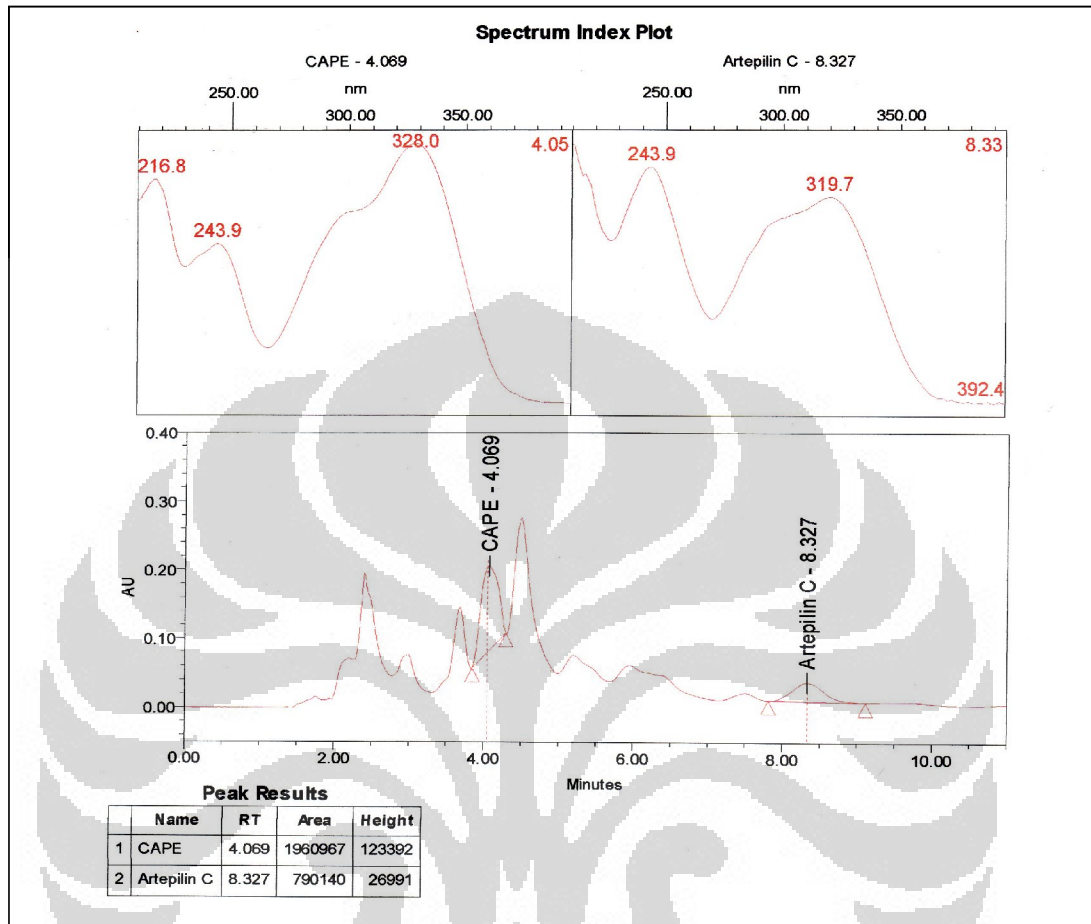 Spectrum Index Plot
CAPE - 4.069
Artepilin C - 8.327
nm
nm
250.00
300.00
350.00
250.00
300.00
350.00
216.8
243.9
328.0
4.05
243.9
319.7
8.33
392.4
0.40
0.30
0.20
0.10
0.00
AU
CAPE - 4.069
Artepilin C - 8.327
0.00
2.00
4.00
6.00
8.00
10.00
Minutes
Peak Results
Name RT Area Height
1 CAPE 4.069 1960967 123392
2 Artepilin C 8.327 790140 26991